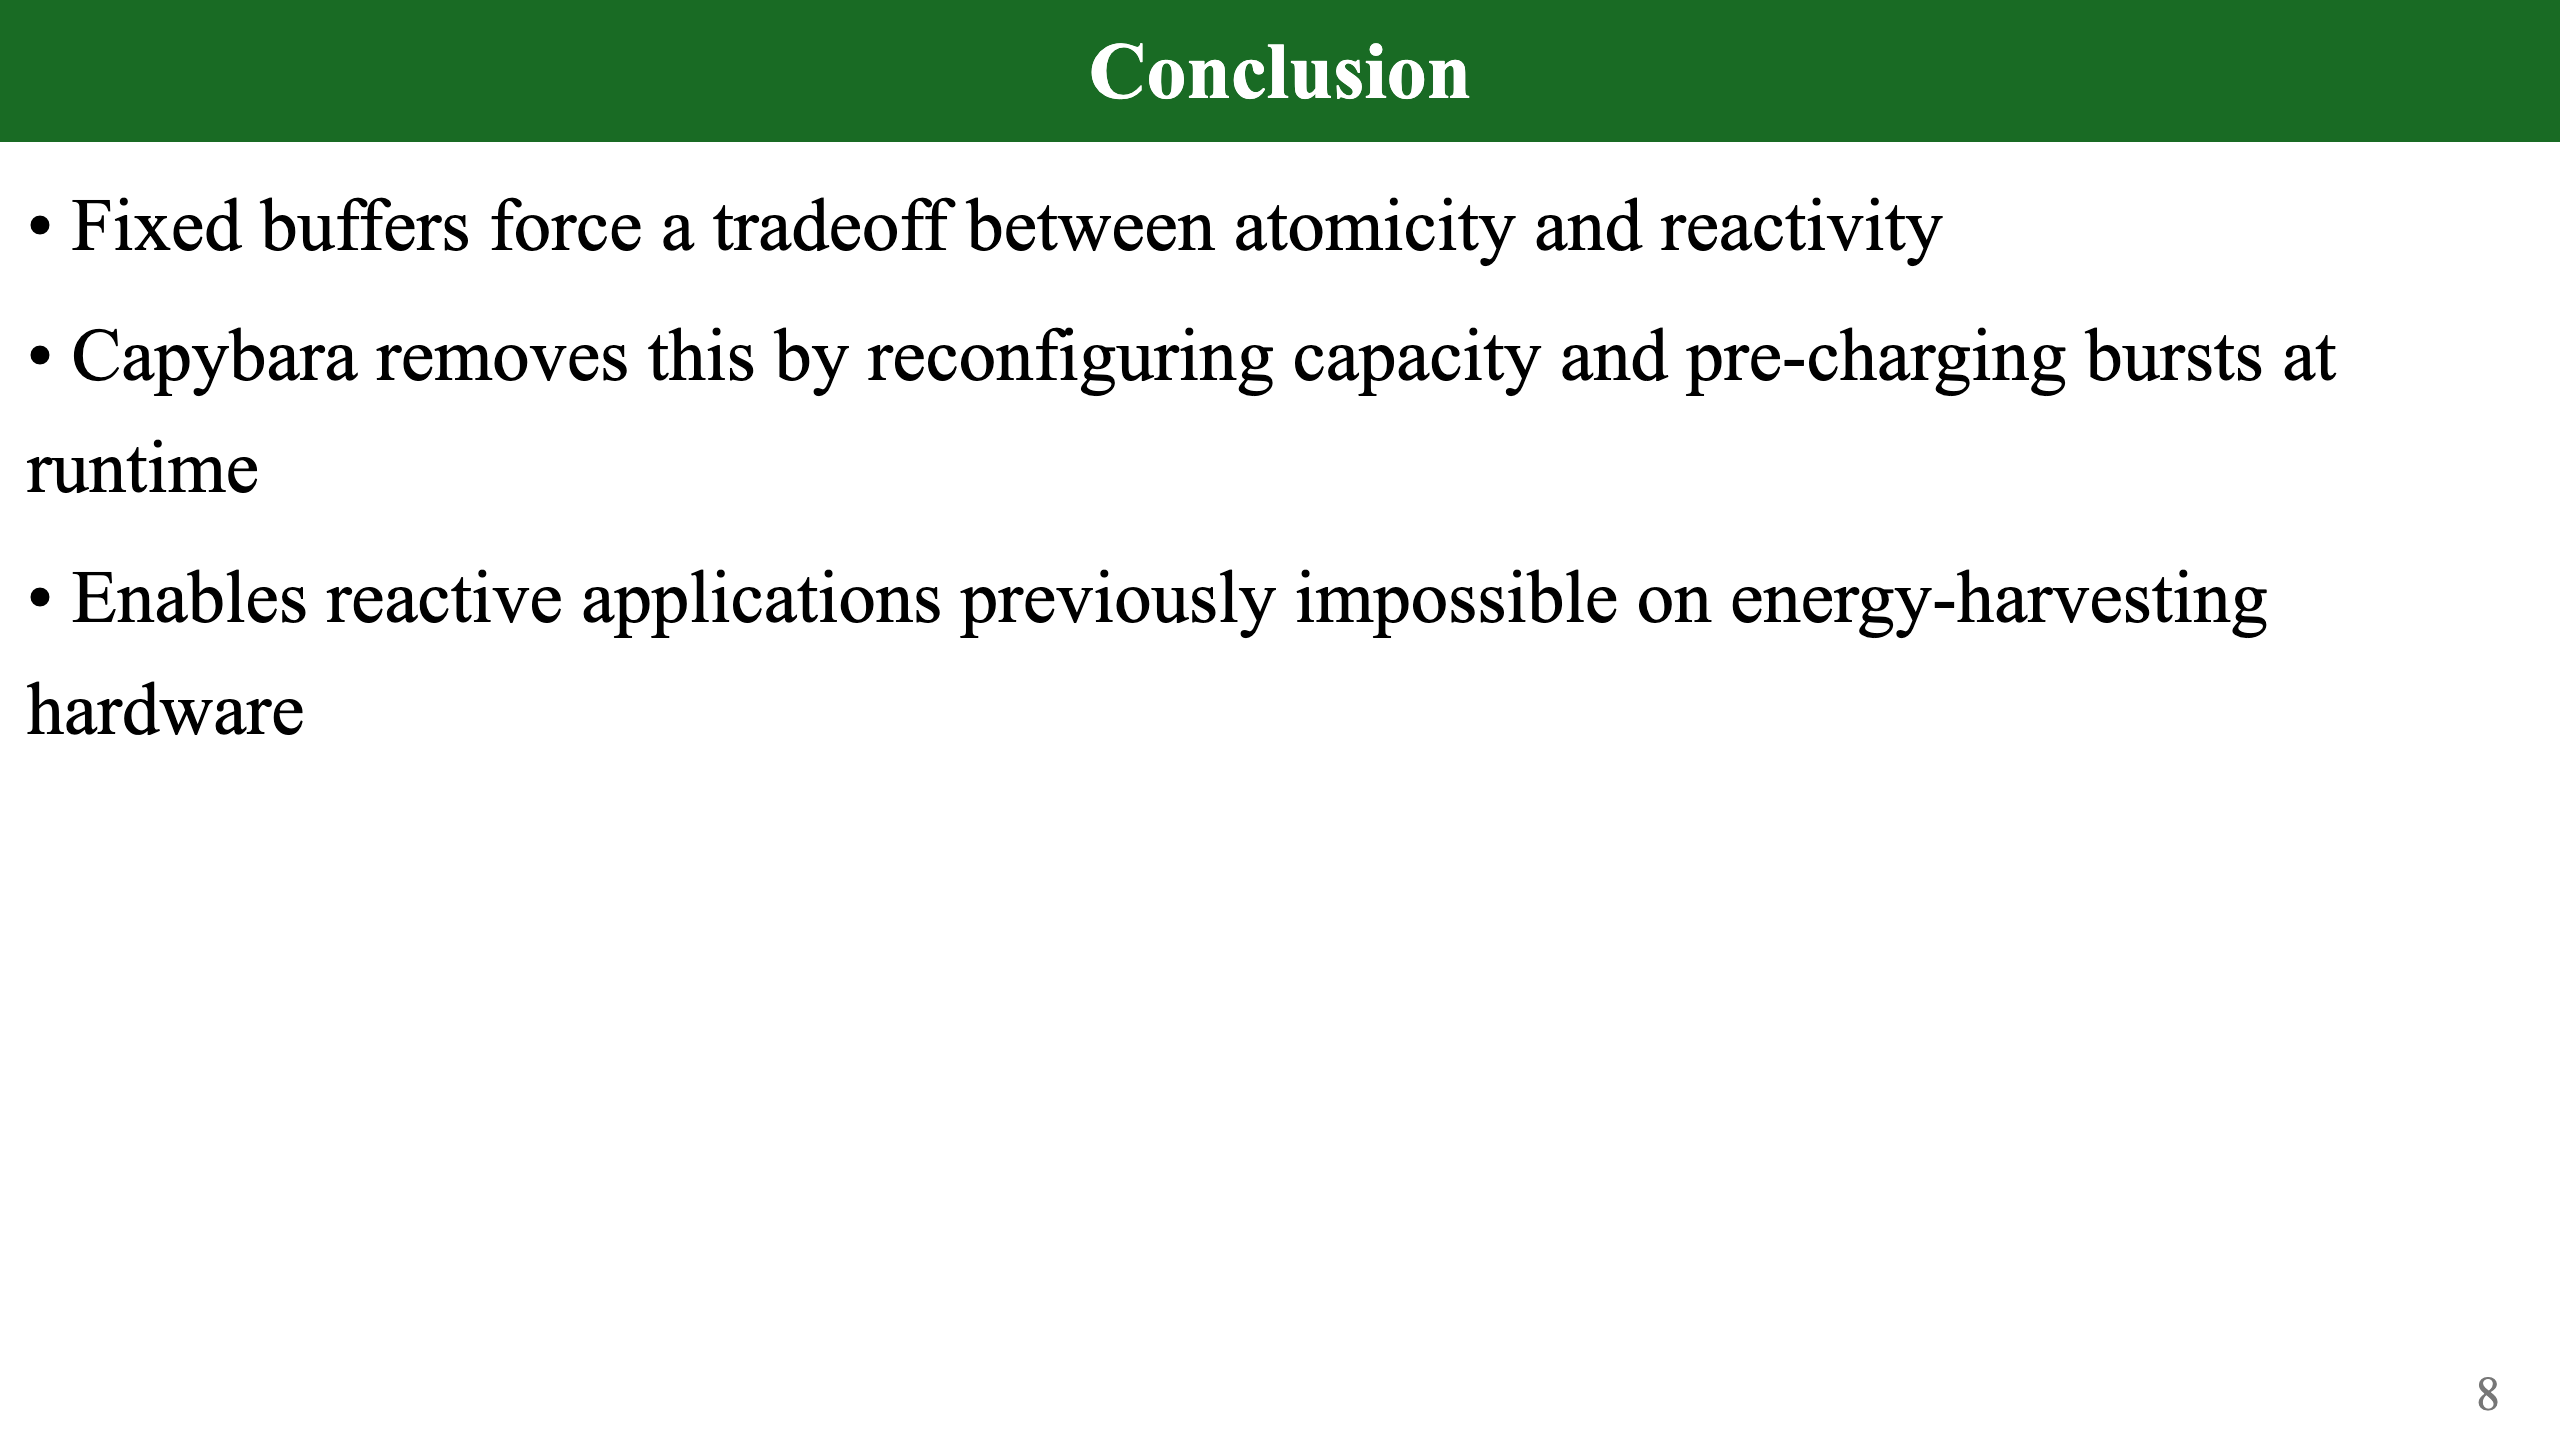 Conclusion
• Fixed buffers force a tradeoff between atomicity and reactivity
• Capybara removes this by reconfiguring capacity and pre-charging bursts at
runtime
• Enables reactive applications previously impossible on energy-harvesting
hardware
8